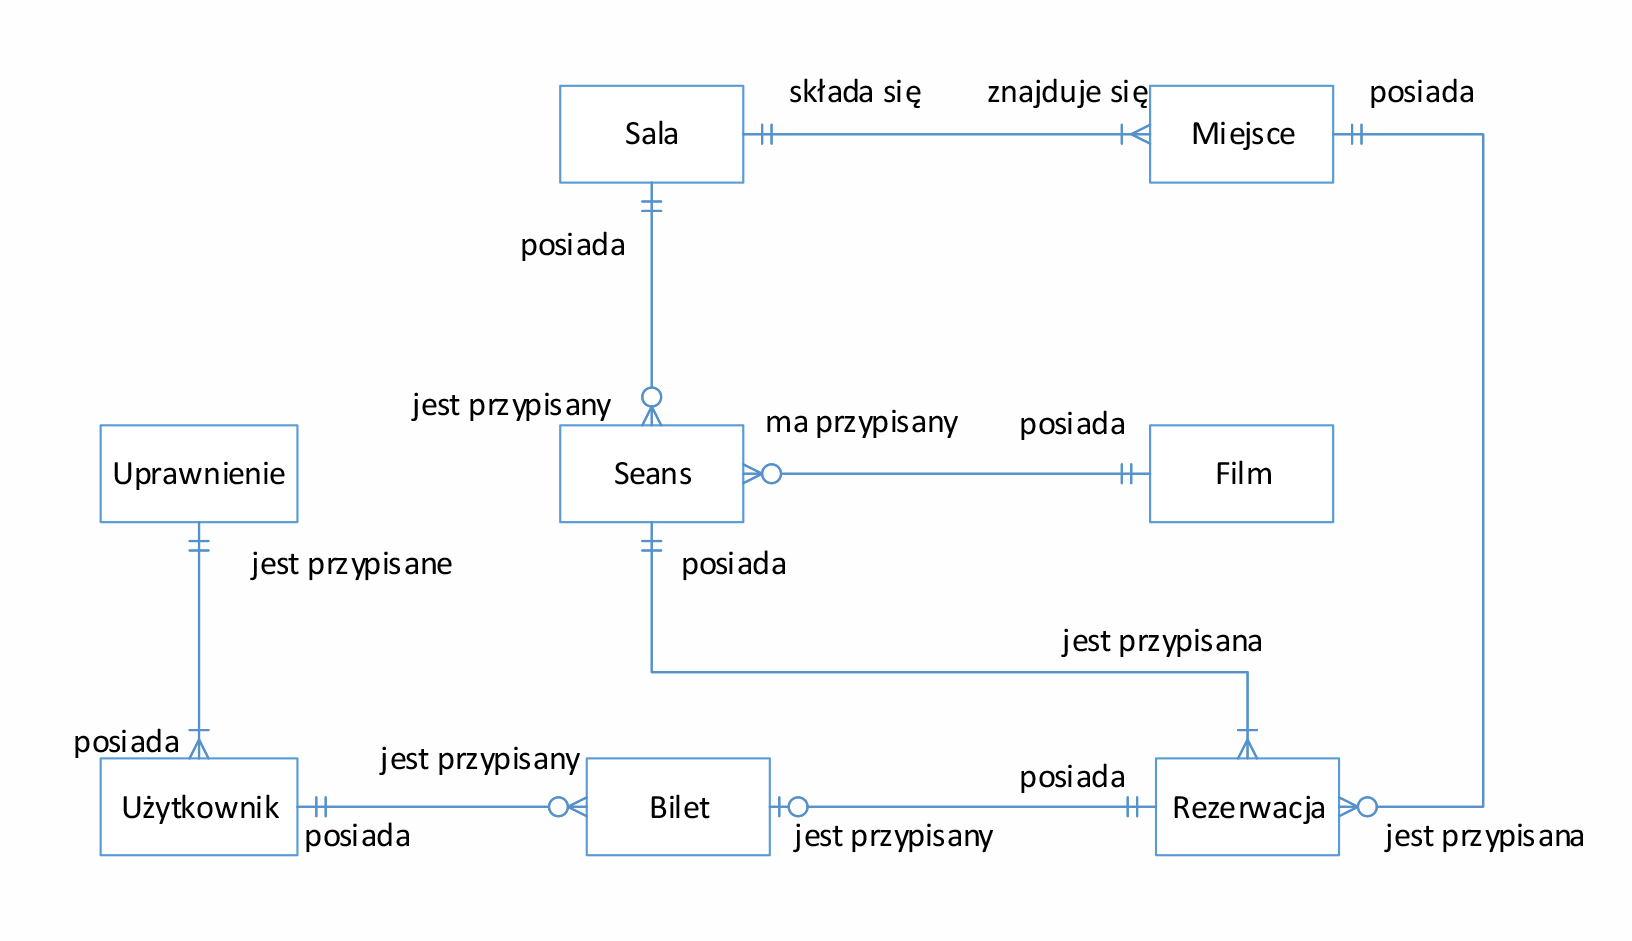 składa się
znajduje się
posiada
Sala
Miejsce
posiada
jest przypisany
ma przypisany
posiada
Uprawnienie
Seans
Film
jest przypisane
posiada
jest przypisana
posiada
jest przypisany
posiada
Użytkownik
Bilet
Rezerwacja
posiada
jest przypisany
jest przypisana